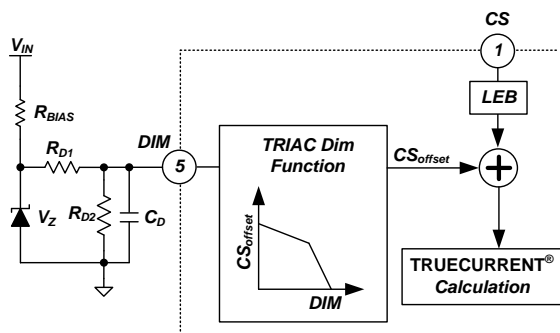 CS
1
V_IN
LEB
R_BIAS
R_D1
DIM
5
TRIAC Dim
Function
CS_offset
R_D2
C_D
V_Z
CS_offset
DIM
TRUECURRENT®
Calculation